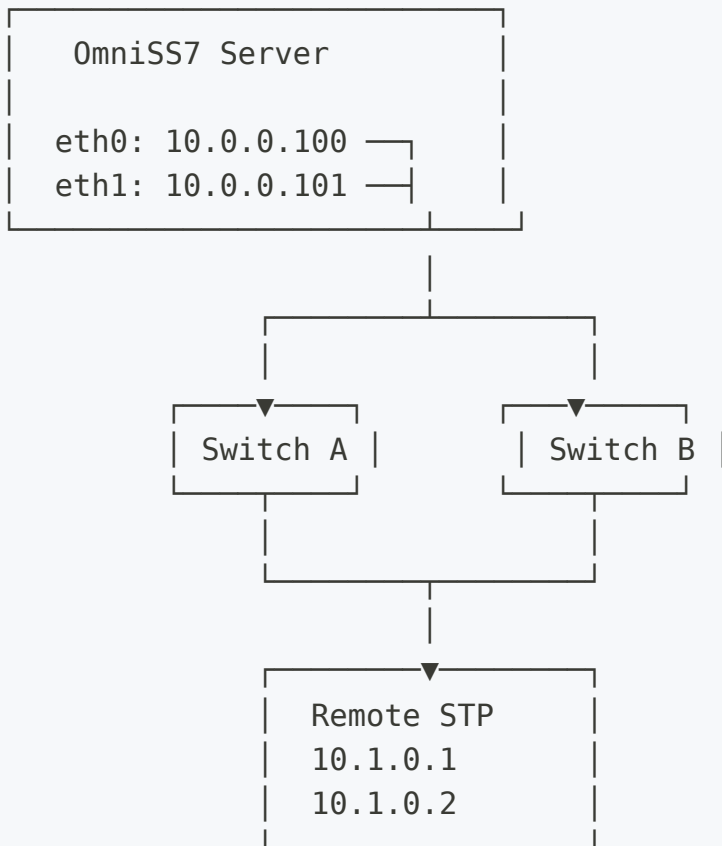 OmniSS7 Server
eth0: 10.0.0.100
eth1: 10.0.0.101
Switch A
Switch B
Remote STP
10.1.0.1
10.1.0.2